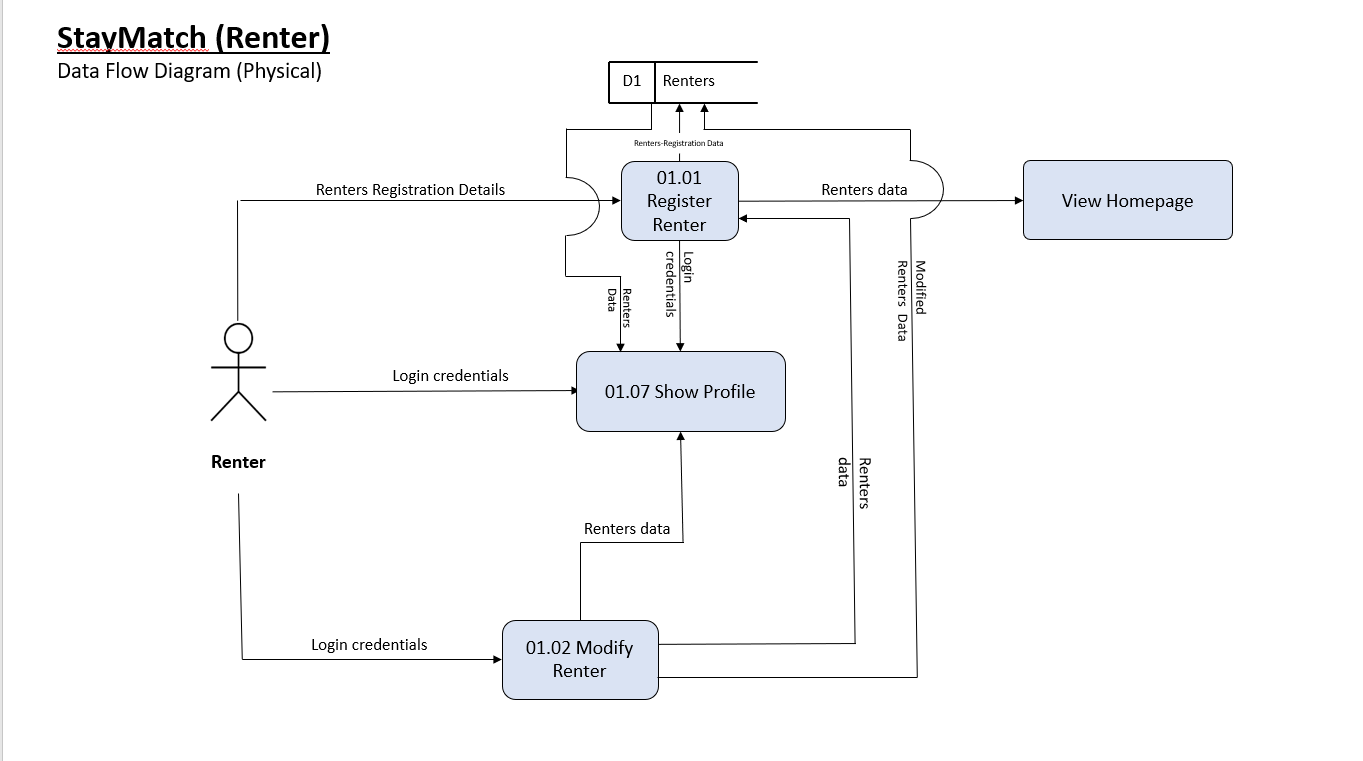 StayMatch (Renter)
Data Flow Diagram (Physical)
D1 Renters
Renters-Registration Data
01.01
Register
Renter
Renters Registration Details
Renters data
View Homepage
Login
credentials
Renters
Data
Modified
Renters Data
Login credentials
01.07 Show Profile
Renter
Renters
data
Renters data
Login credentials
01.02 Modify
Renter